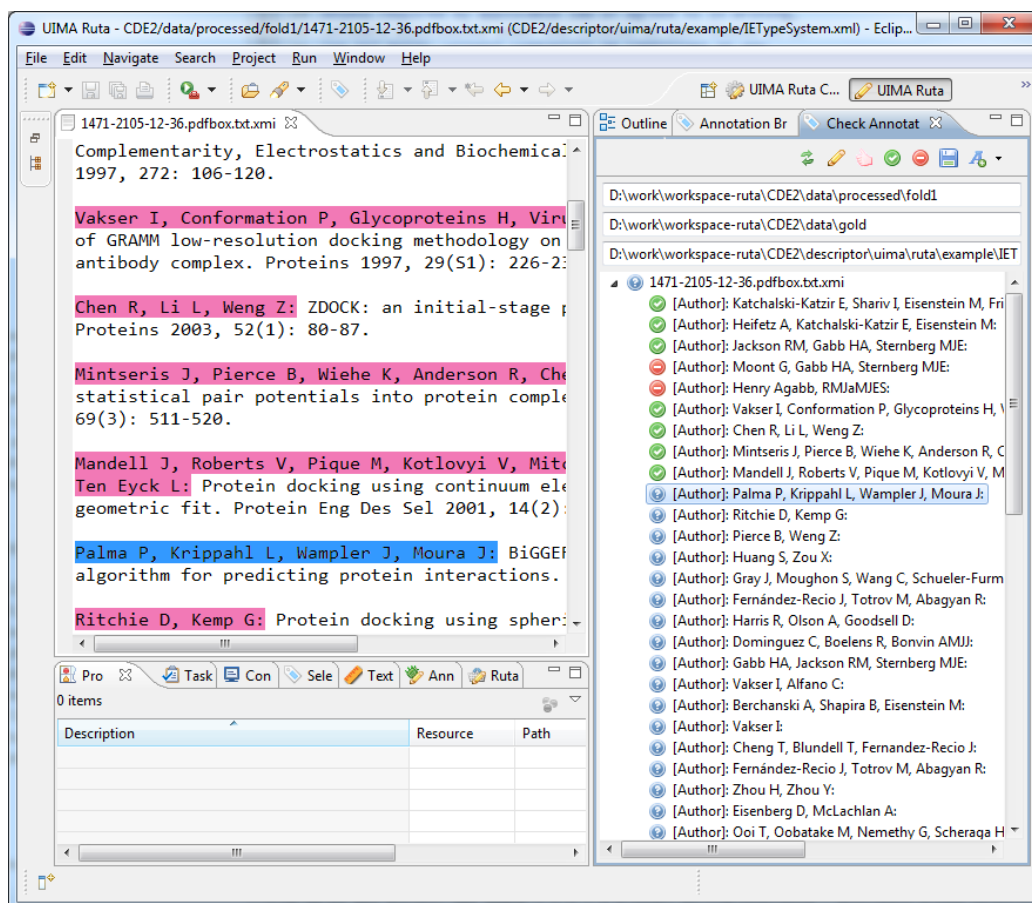 UIMA Ruta - CDE2/data/processed/fold1/1471-2105-12-36.pdfbox.txt.xmi (CDE2/descriptor/uima/ruta/example/IETypeSystem.xml) - Eclip...
File Edit Navigate Search Project Run Window Help
UIMA Ruta C... UIMA Ruta
1471-2105-12-36.pdfbox.txt.xmi
Complementarity, Electrostatics and Biochemical
1997, 272: 106-120.
Vakser I, Conformation P, Glycoproteins H, Viru
of GRAMM low-resolution docking methodology on
antibody complex. Proteins 1997, 29(S1): 226-23
Chen R, Li L, Weng Z: ZDOCK: an initial-stage p
Proteins 2003, 52(1): 80-87.
Mintseris J, Pierce B, Wiehe K, Anderson R, Che
statistical pair potentials into protein comple
69(3): 511-520.
Mandell J, Roberts V, Pique M, Kotlovyi V, Mitc
Ten Eyck L: Protein docking using continuum ele
geometric fit. Protein Eng Des Sel 2001, 14(2):
Palma P, Krippahl L, Wampler J, Moura J: BiGGER
algorithm for predicting protein interactions.
Ritchie D, Kemp G: Protein docking using spheri
Pro Task Con Sele Text Ann Ruta
0 items
Description Resource Path
Outline Annotation Br Check Annotat
D:\work\workspace-ruta\CDE2\data\processed\fold1
D:\work\workspace-ruta\CDE2\data\gold
D:\work\workspace-ruta\CDE2\descriptor\uima\ruta\example\IET
1471-2105-12-36.pdfbox.txt.xmi
[Author]: Katchalski-Katzir E, Shariv I, Eisenstein M, Fri
[Author]: Heifetz A, Katchalski-Katzir E, Eisenstein M:
[Author]: Jackson RM, Gabb HA, Sternberg MJE:
[Author]: Moont G, Gabb HA, Sternberg MJE:
[Author]: Henry Agabb, RMJaMJES:
[Author]: Vakser I, Conformation P, Glycoproteins H, V
[Author]: Chen R, Li L, Weng Z:
[Author]: Mintseris J, Pierce B, Wiehe K, Anderson R, C
[Author]: Mandell J, Roberts V, Pique M, Kotlovyi V, M
[Author]: Palma P, Krippahl L, Wampler J, Moura J:
[Author]: Ritchie D, Kemp G:
[Author]: Pierce B, Weng Z:
[Author]: Huang S, Zou X:
[Author]: Gray J, Moughon S, Wang C, Schueler-Furm
[Author]: Fernández-Recio J, Totrov M, Abagyan R:
[Author]: Harris R, Olson A, Goodsell D:
[Author]: Dominguez C, Boelens R, Bonvin AMJJ:
[Author]: Gabb HA, Jackson RM, Sternberg MJE:
[Author]: Vakser I, Alfano C:
[Author]: Berchanski A, Shapira B, Eisenstein M:
[Author]: Vakser I:
[Author]: Cheng T, Blundell T, Fernandez-Recio J:
[Author]: Fernández-Recio J, Totrov M, Abagyan R:
[Author]: Zhou H, Zhou Y:
[Author]: Eisenberg D, McLachlan A:
[Author]: Ooi T, Oobatake M, Nemethy G, Scheraga H